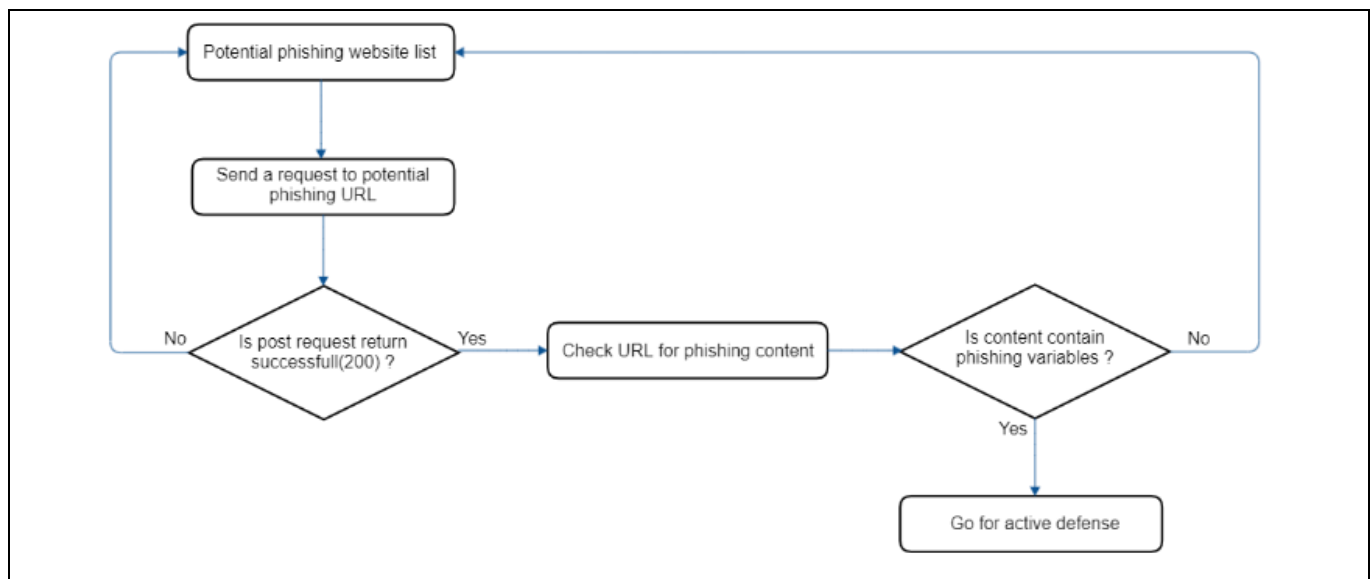 Potential phishing website list
Send a request to potential
phishing URL
No
Is post request return
successfull(200) ?
Yes
Check URL for phishing content
Is content contain
phishing variables ?
No
Yes
Go for active defense